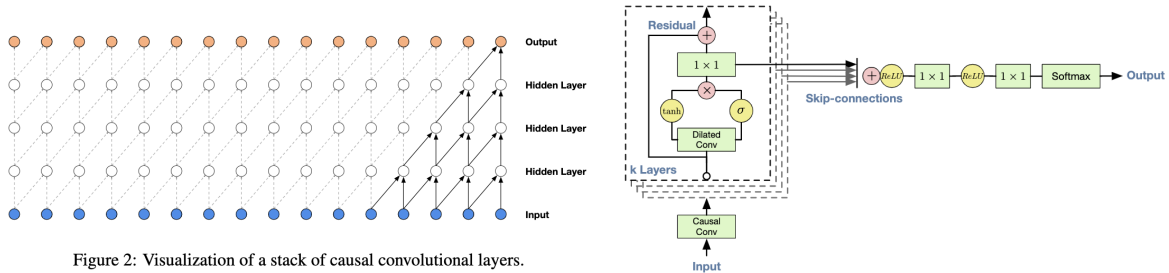 Output
Hidden Layer
Hidden Layer
Hidden Layer
Input
Figure 2: Visualization of a stack of causal convolutional layers.
Residual
+
1 × 1
×
tanh
σ
Dilated
Conv
k Layers
Causal
Conv
Input
Skip-connections
+
ReLU
1 × 1
ReLU
1 × 1
Softmax
Output